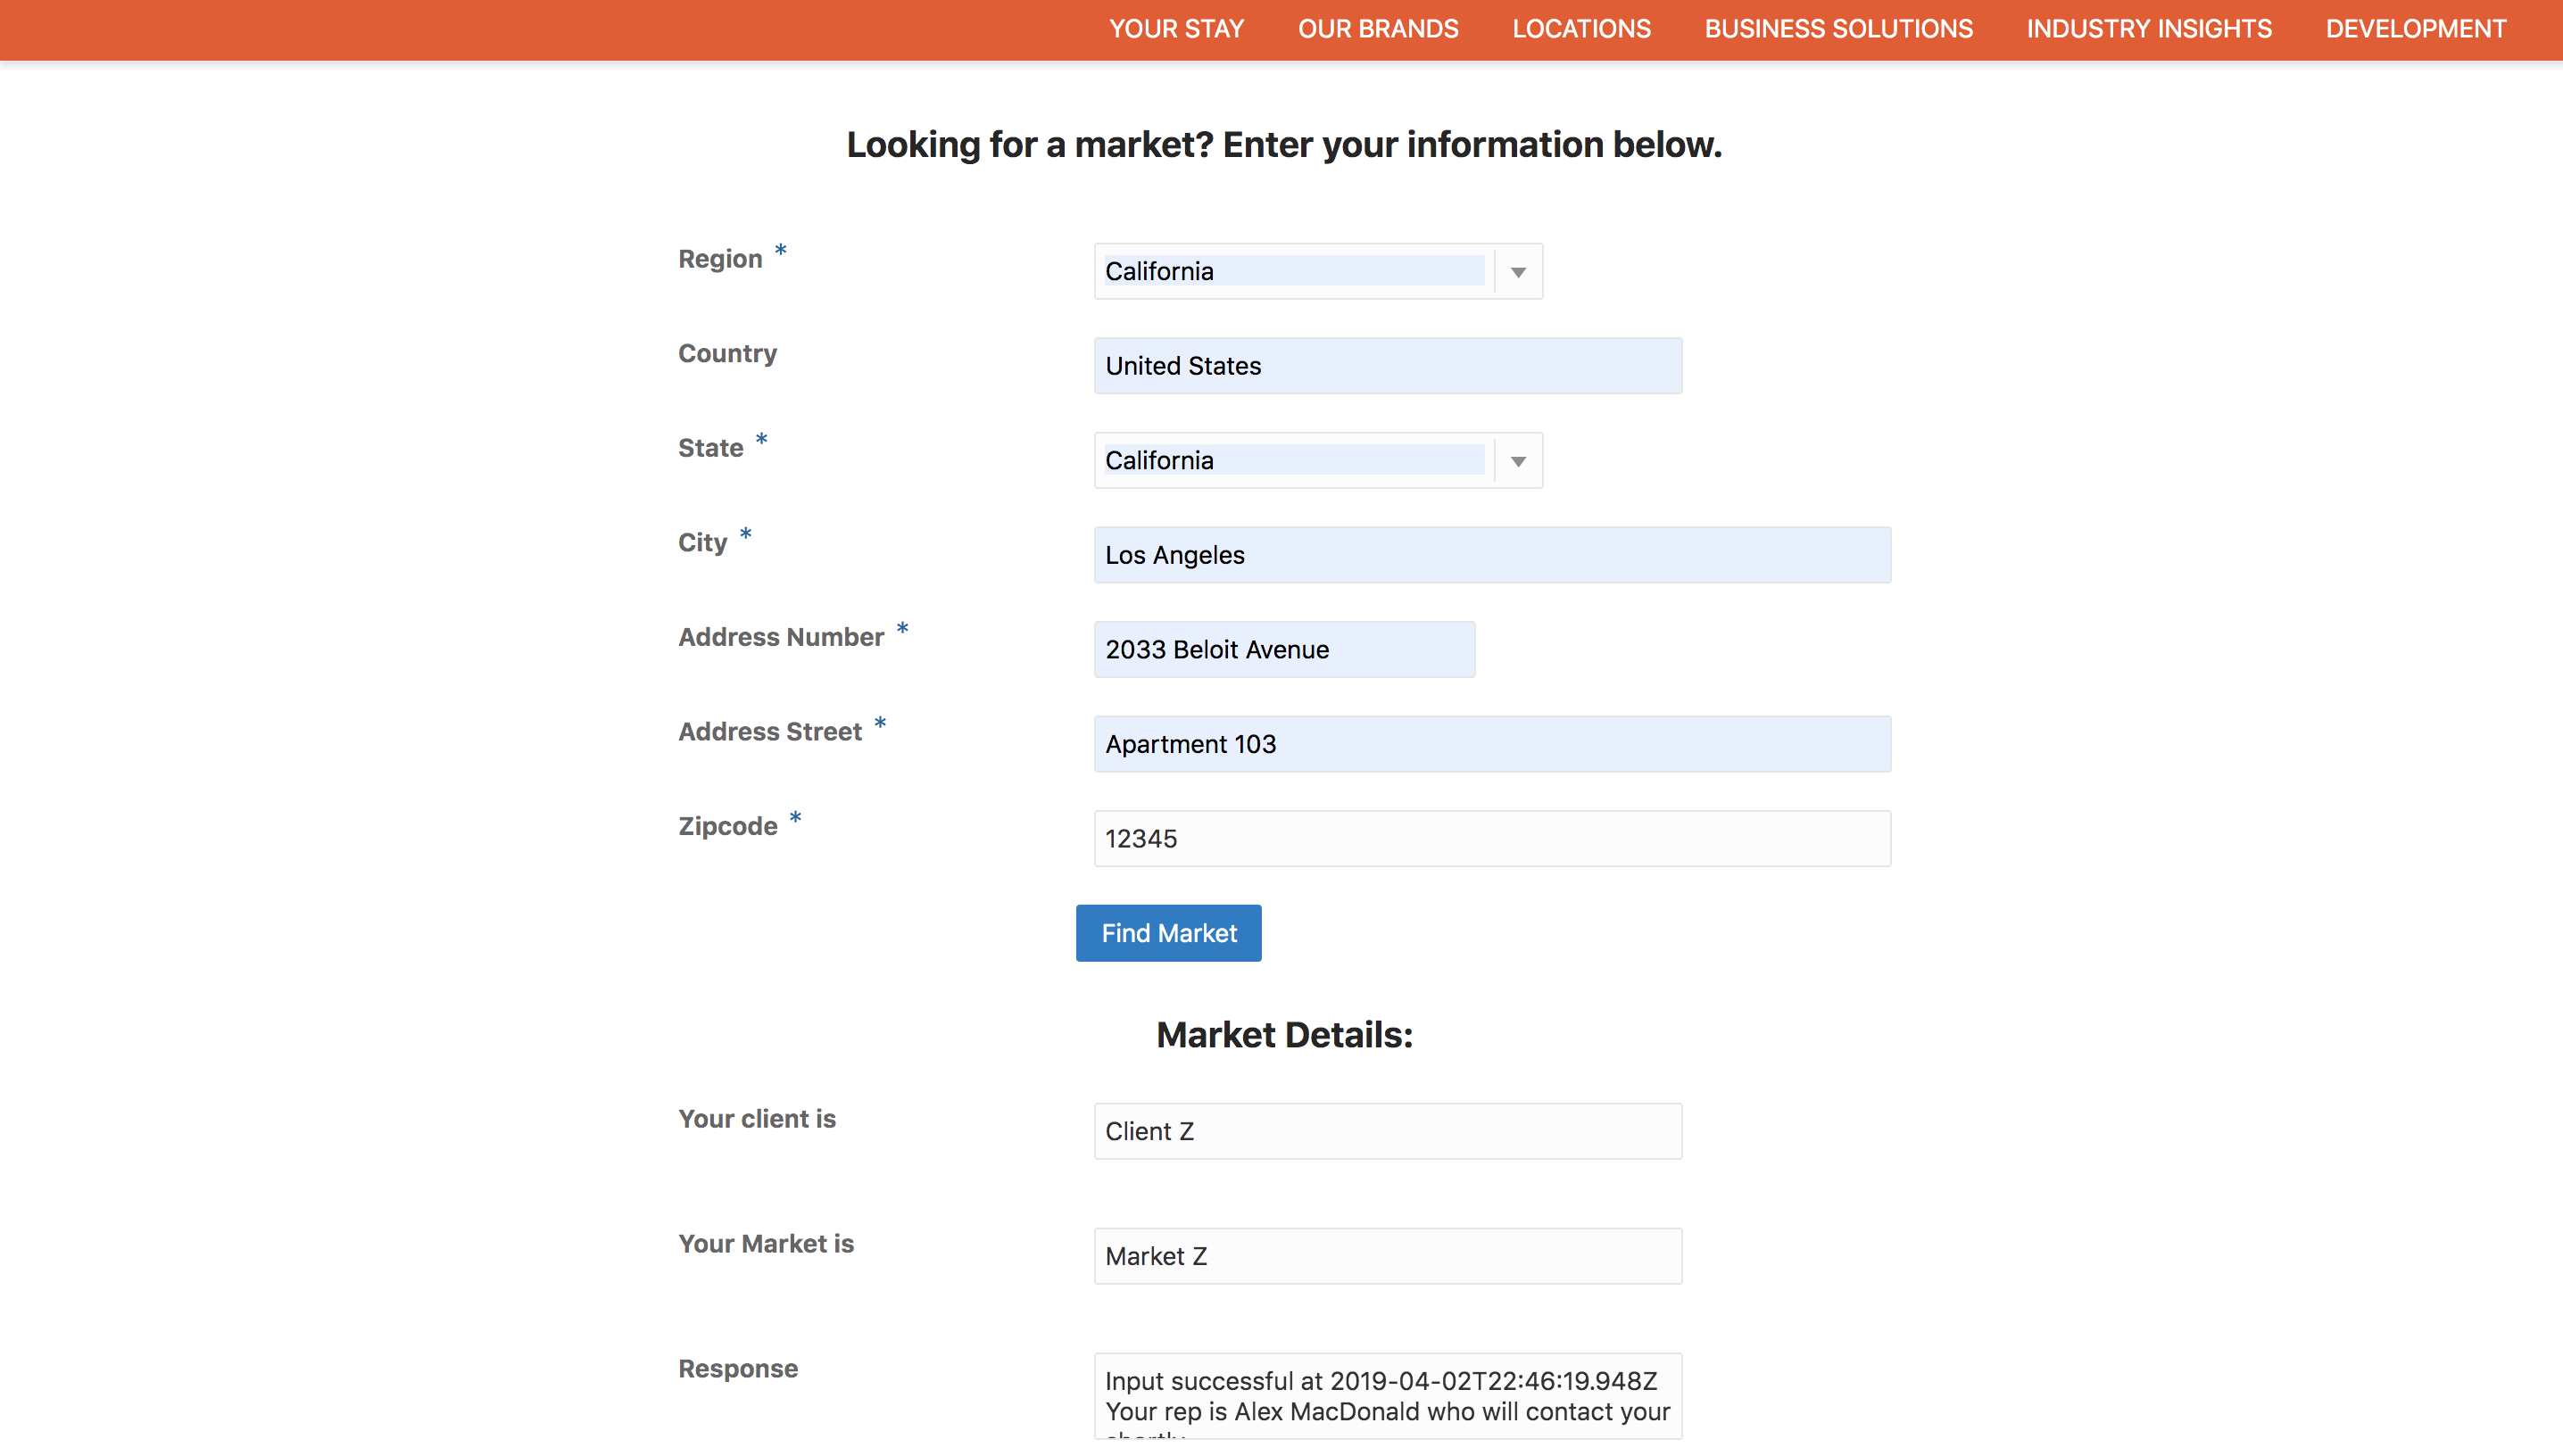 YOUR STAY OUR BRANDS LOCATIONS BUSINESS SOLUTIONS INDUSTRY INSIGHTS DEVELOPMENT
Looking for a market? Enter your information below.
Region * California
Country United States
State * California
City * Los Angeles
Address Number * 2033 Beloit Avenue
Address Street * Apartment 103
Zipcode * 12345
Find Market
Market Details:
Your client is Client Z
Your Market is Market Z
Response Input successful at 2019-04-02T22:46:19.948Z
Your rep is Alex MacDonald who will contact your